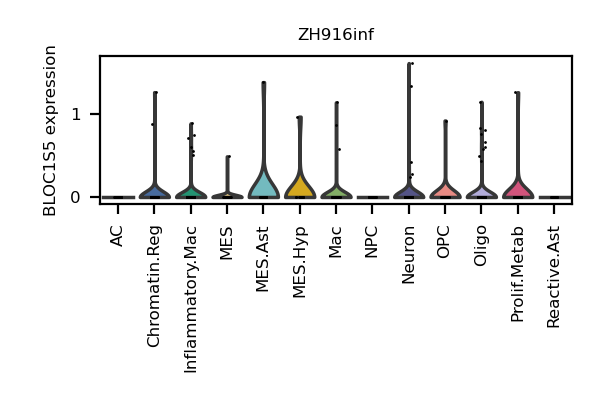 ZH916inf
BLOC1S5 expression
1
0
AC
Chromatin.Reg
Inflammatory.Mac
MES
MES.Ast
MES.Hyp
Mac
NPC
Neuron
OPC
Oligo
Prolif.Metab
Reactive.Ast